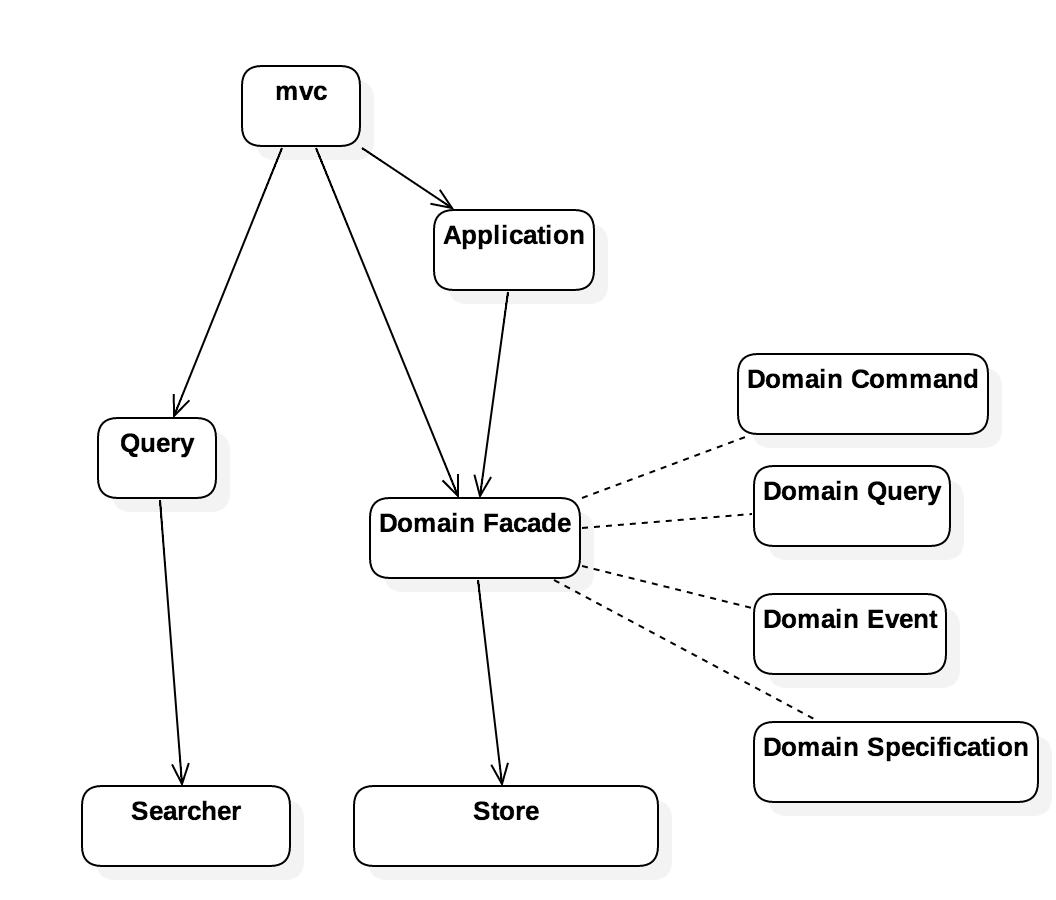 mvc
Application
Domain Command
Query
Domain Query
Domain Facade
Domain Event
Domain Specification
Searcher
Store